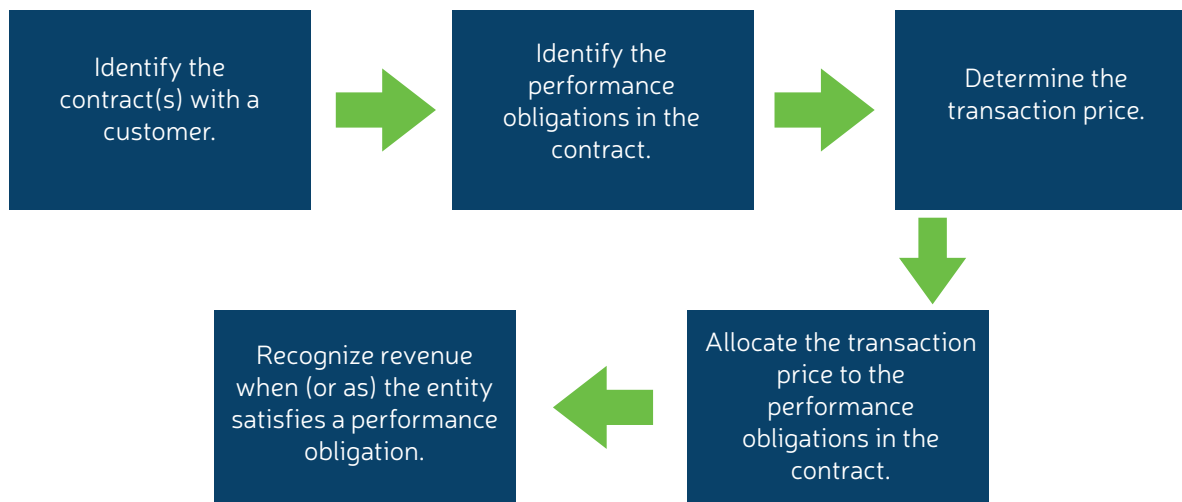 Identify the
contract(s) with a
customer.
Identify the
performance
obligations in the
contract.
Determine the
transaction price.
Allocate the transaction
price to the
performance
obligations in the
contract.
Recognize revenue
when (or as) the entity
satisfies a performance
obligation.